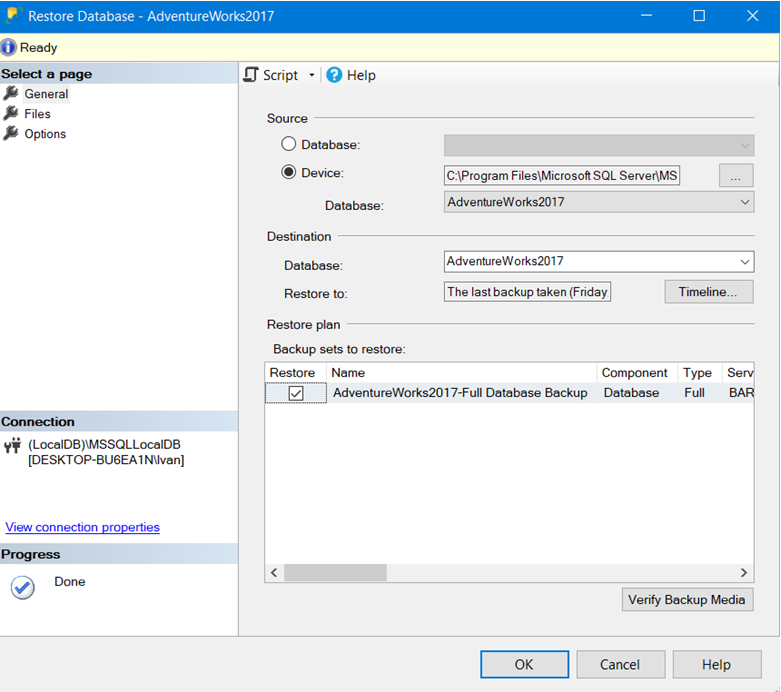 Restore Database - AdventureWorks2017
Ready
Select a page
General
Files
Options
Connection
(LocalDB)\MSSQLLocalDB
[DESKTOP-BU6EA1N\Ivan]
View connection properties
Progress
Done
Script
Help
Source
Database:
Device:
C:\Program Files\Microsoft SQL Server\MS
...
Database:
AdventureWorks2017
Destination
Database:
AdventureWorks2017
Restore to:
The last backup taken (Friday
Timeline...
Restore plan
Backup sets to restore:
Restore Name Component Type Serv
AdventureWorks2017-Full Database Backup Database Full BAR
Verify Backup Media
OK Cancel Help